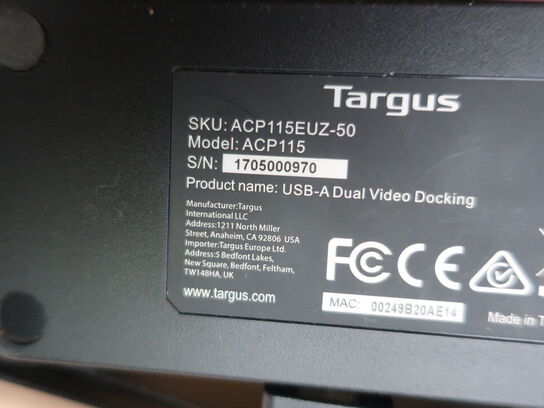 Targus
SKU: ACP115EUZ-50
Model: ACP115
S/N: 1705000970
Product name: USB-A Dual Video Docking
Manufacturer:Targus
International LLC
Address:1211 North Miller
Street, Anaheim, CA 92806 USA
Importer:Targus Europe Ltd.
Address:5 Bedfont Lakes,
New Square, Bedfont, Feltham,
TW148HA, UK
FC CE
www.targus.com
MAC: 00249B20AE14
Made in